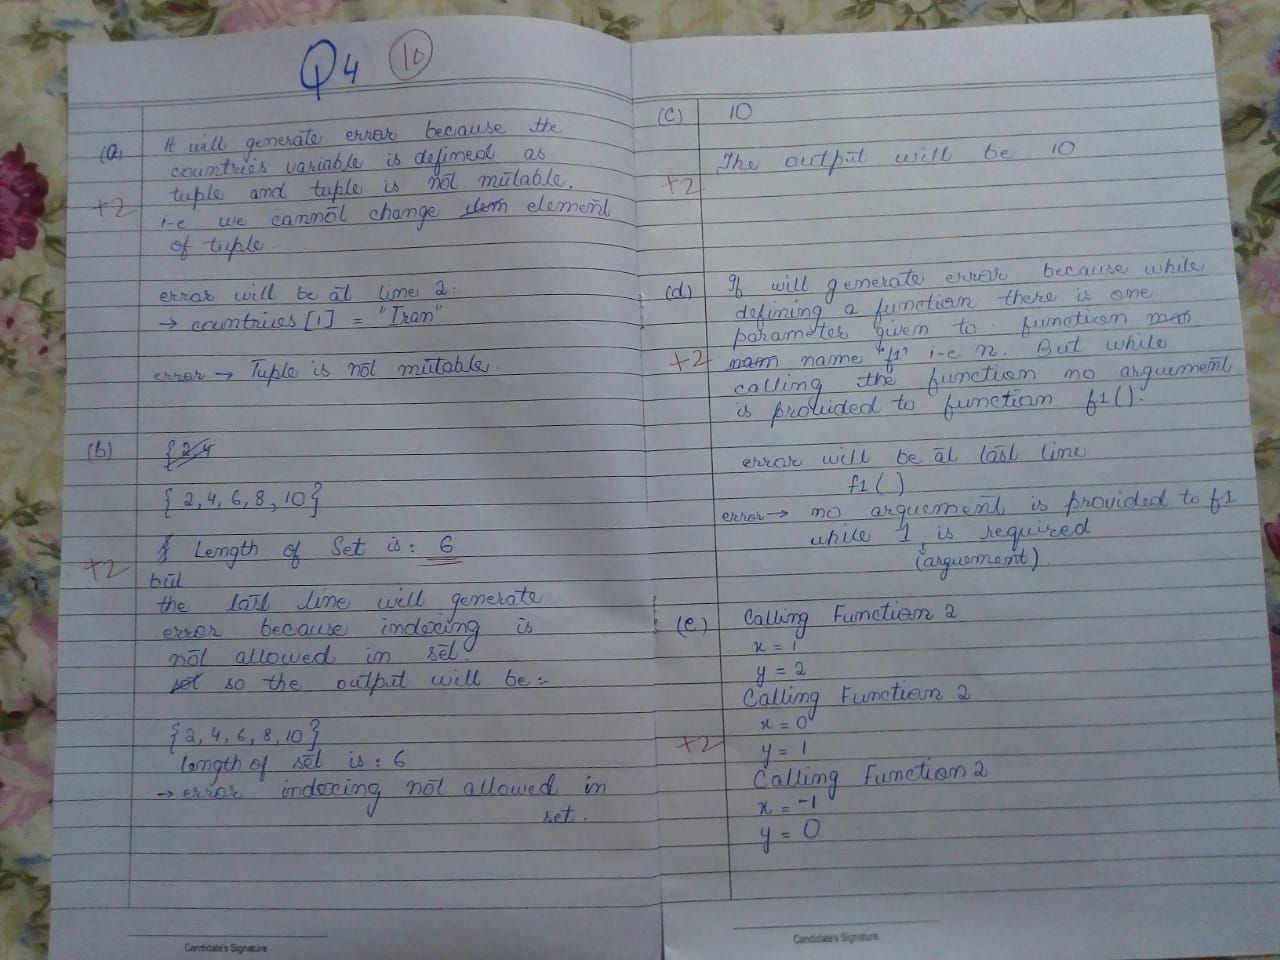 Q4 10
(a) It will generate error because the
countries variable is defined as
tuple and tuple is not mutable.
+2
i-e we cannot change element
of tuple.
error will be at line 2:
→ countries [1] = "Iran"
error → Tuple is not mutable.
(b) {2,4
{2,4,6,8,10}
Length of Set is: 6
+2
but
the last line will generate
error because indexing is
not allowed in set.
so the output will be:-
{2,4,6,8,10}
length of set is : 6
→ error indexing not allowed in
set.
Candidate's Signature
(c) 10
The output will be 10
+2
(d) It will generate error because while
defining a function there is one
parameter given to function
+2 name "f1" i-e n. But while
calling the function no arguement
is provided to function f1().
error will be at last line
f1()
error→ no arguement is provided to f1
while 1 is required
(arguement)
(e) Calling Function 2
x = 1
y = 2
Calling Function 2
x = 0
+2
y = 1
Calling Function 2
x = -1
y = 0
Candidate's Signature